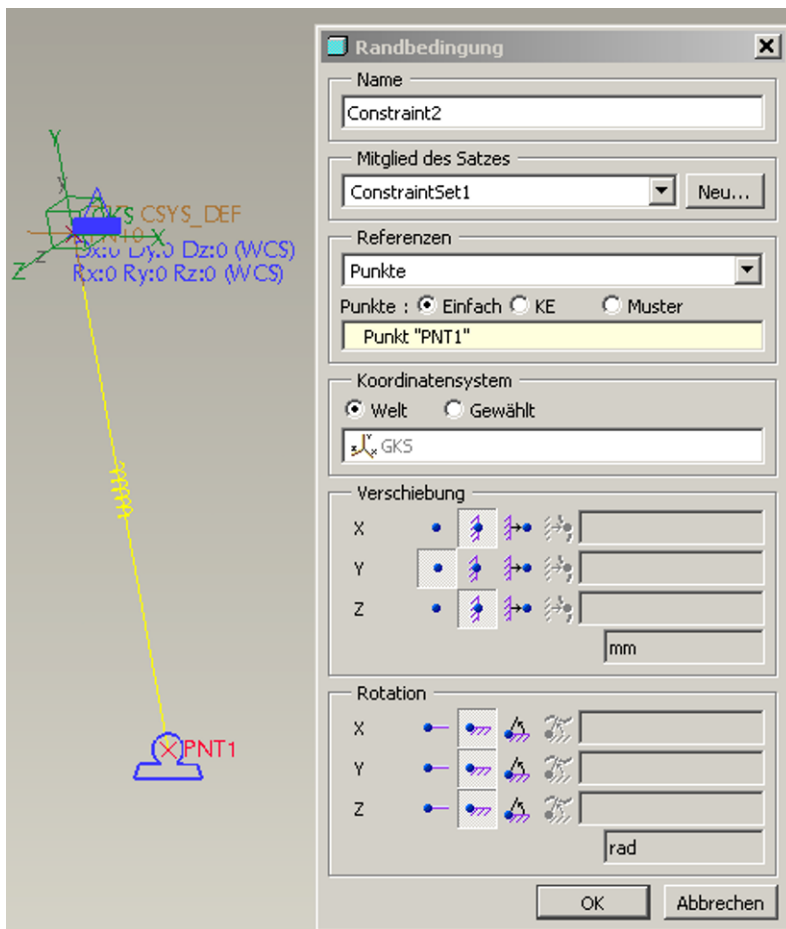 Randbedingung
Name
Constraint2
Mitglied des Satzes
ConstraintSet1
Neu...
Referenzen
Punkte
Punkte : Einfach KE Muster
Punkt "PNT1"
Koordinatensystem
Welt Gewählt
GKS
Verschiebung
X
Y
Z
mm
Rotation
X
Y
Z
rad
OK Abbrechen
Y
CSYS_DEF
X
Z
Dx:0 Dy:0 Dz:0 (WCS)
Rx:0 Ry:0 Rz:0 (WCS)
PNT1